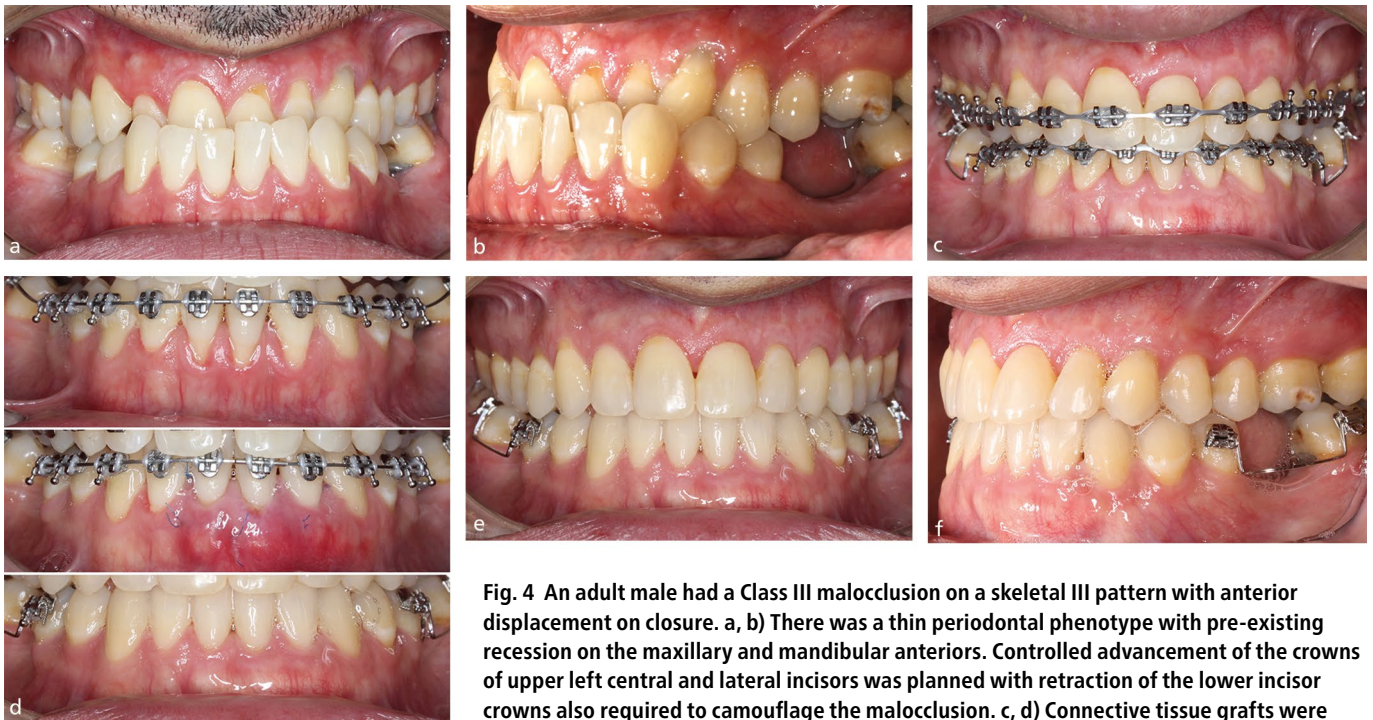 a
b
c
d
e
f
Fig. 4 An adult male had a Class III malocclusion on a skeletal III pattern with anterior
displacement on closure. a, b) There was a thin periodontal phenotype with pre-existing
recession on the maxillary and mandibular anteriors. Controlled advancement of the crowns
of upper left central and lateral incisors was planned with retraction of the lower incisor
crowns also required to camouflage the malocclusion. c, d) Connective tissue grafts were